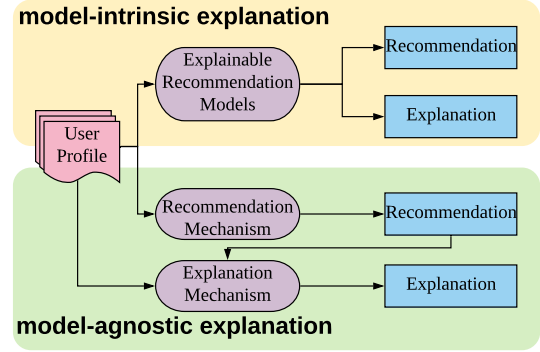 model-intrinsic explanation
Explainable
Recommendation
Models
Recommendation
Explanation
User
Profile
Recommendation
Mechanism
Recommendation
Explanation
Mechanism
Explanation
model-agnostic explanation